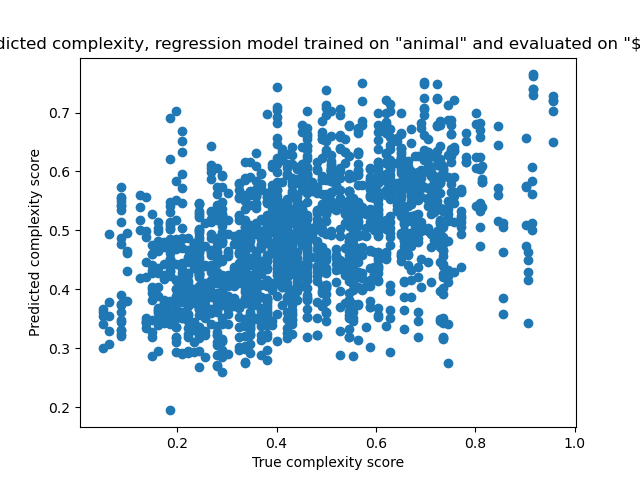 dicted complexity, regression model trained on "animal" and evaluated on "$
Predicted complexity score
0.7
0.6
0.5
0.4
0.3
0.2
0.2 0.4 0.6 0.8 1.0
True complexity score